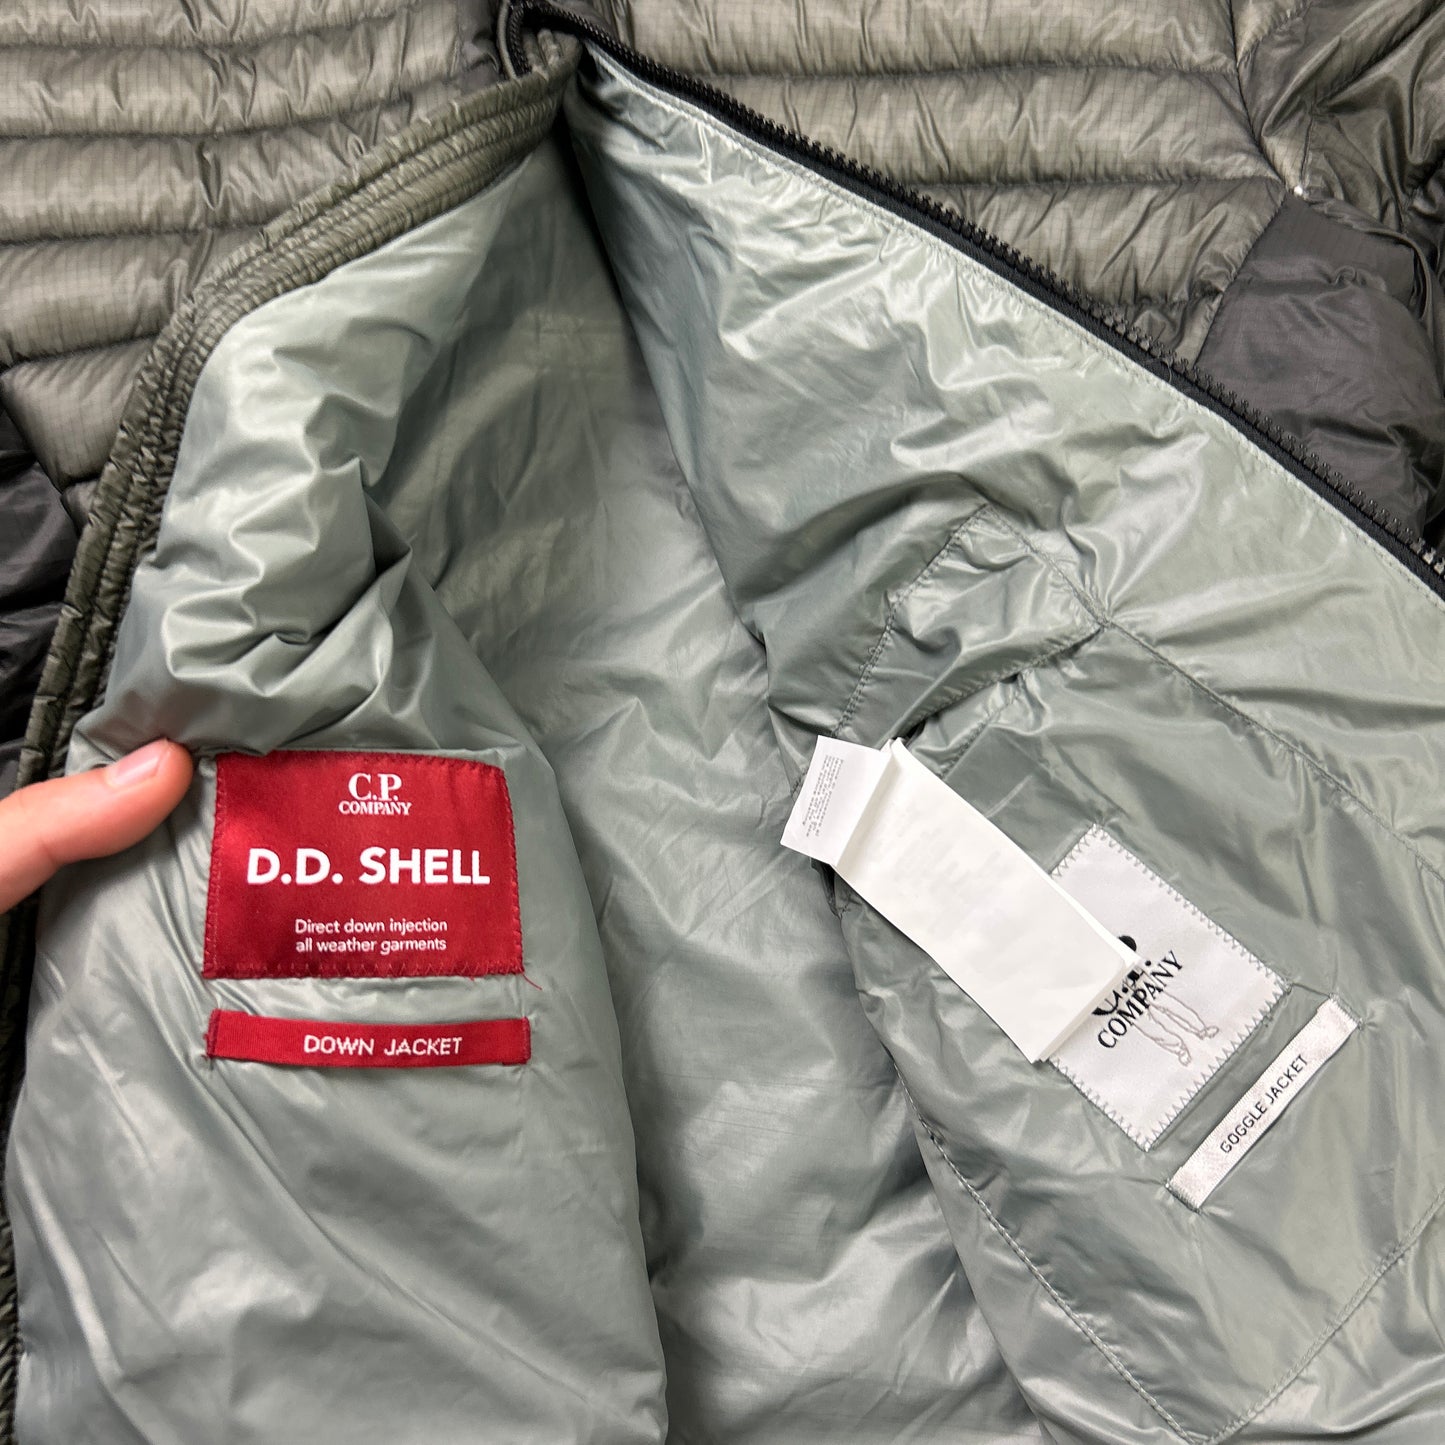 C.P.
COMPANY
D.D. SHELL
Direct down injection
all weather garments
DOWN JACKET
C.P.
COMPANY
GOGGLE JACKET